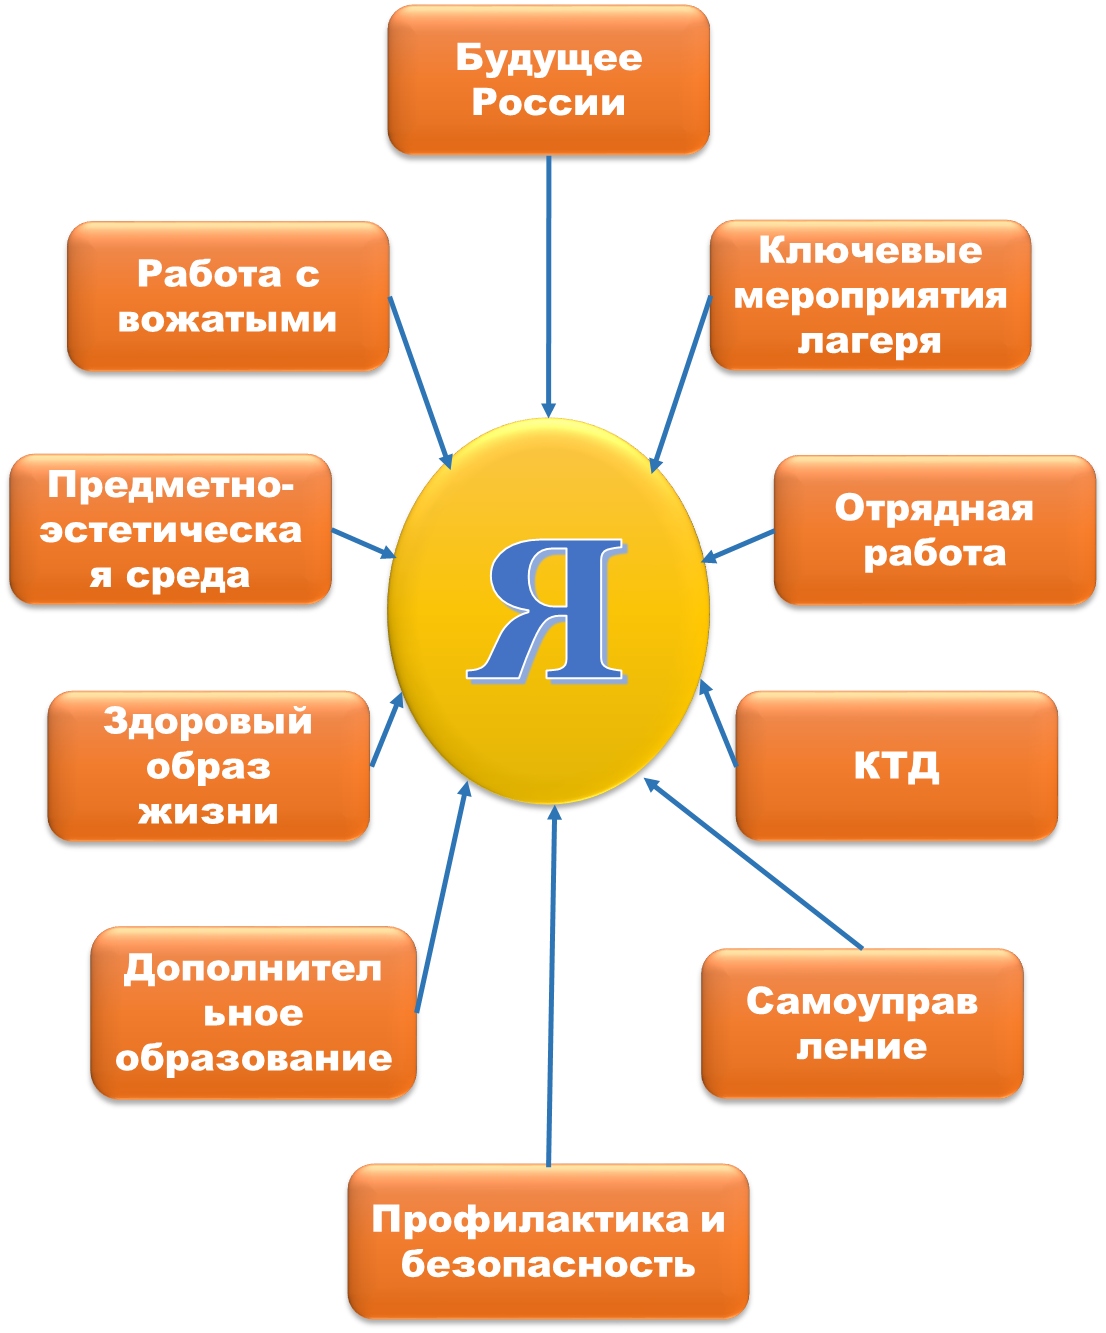 Будущее
России
Работа с
вожатыми
Ключевые
мероприятия
лагеря
Предметно-
эстетическа
я среда
Отрядная
работа
Я
Здоровый
образ
жизни
КТД
Дополнител
ьное
образование
Самоуправ
ление
Профилактика и
безопасность